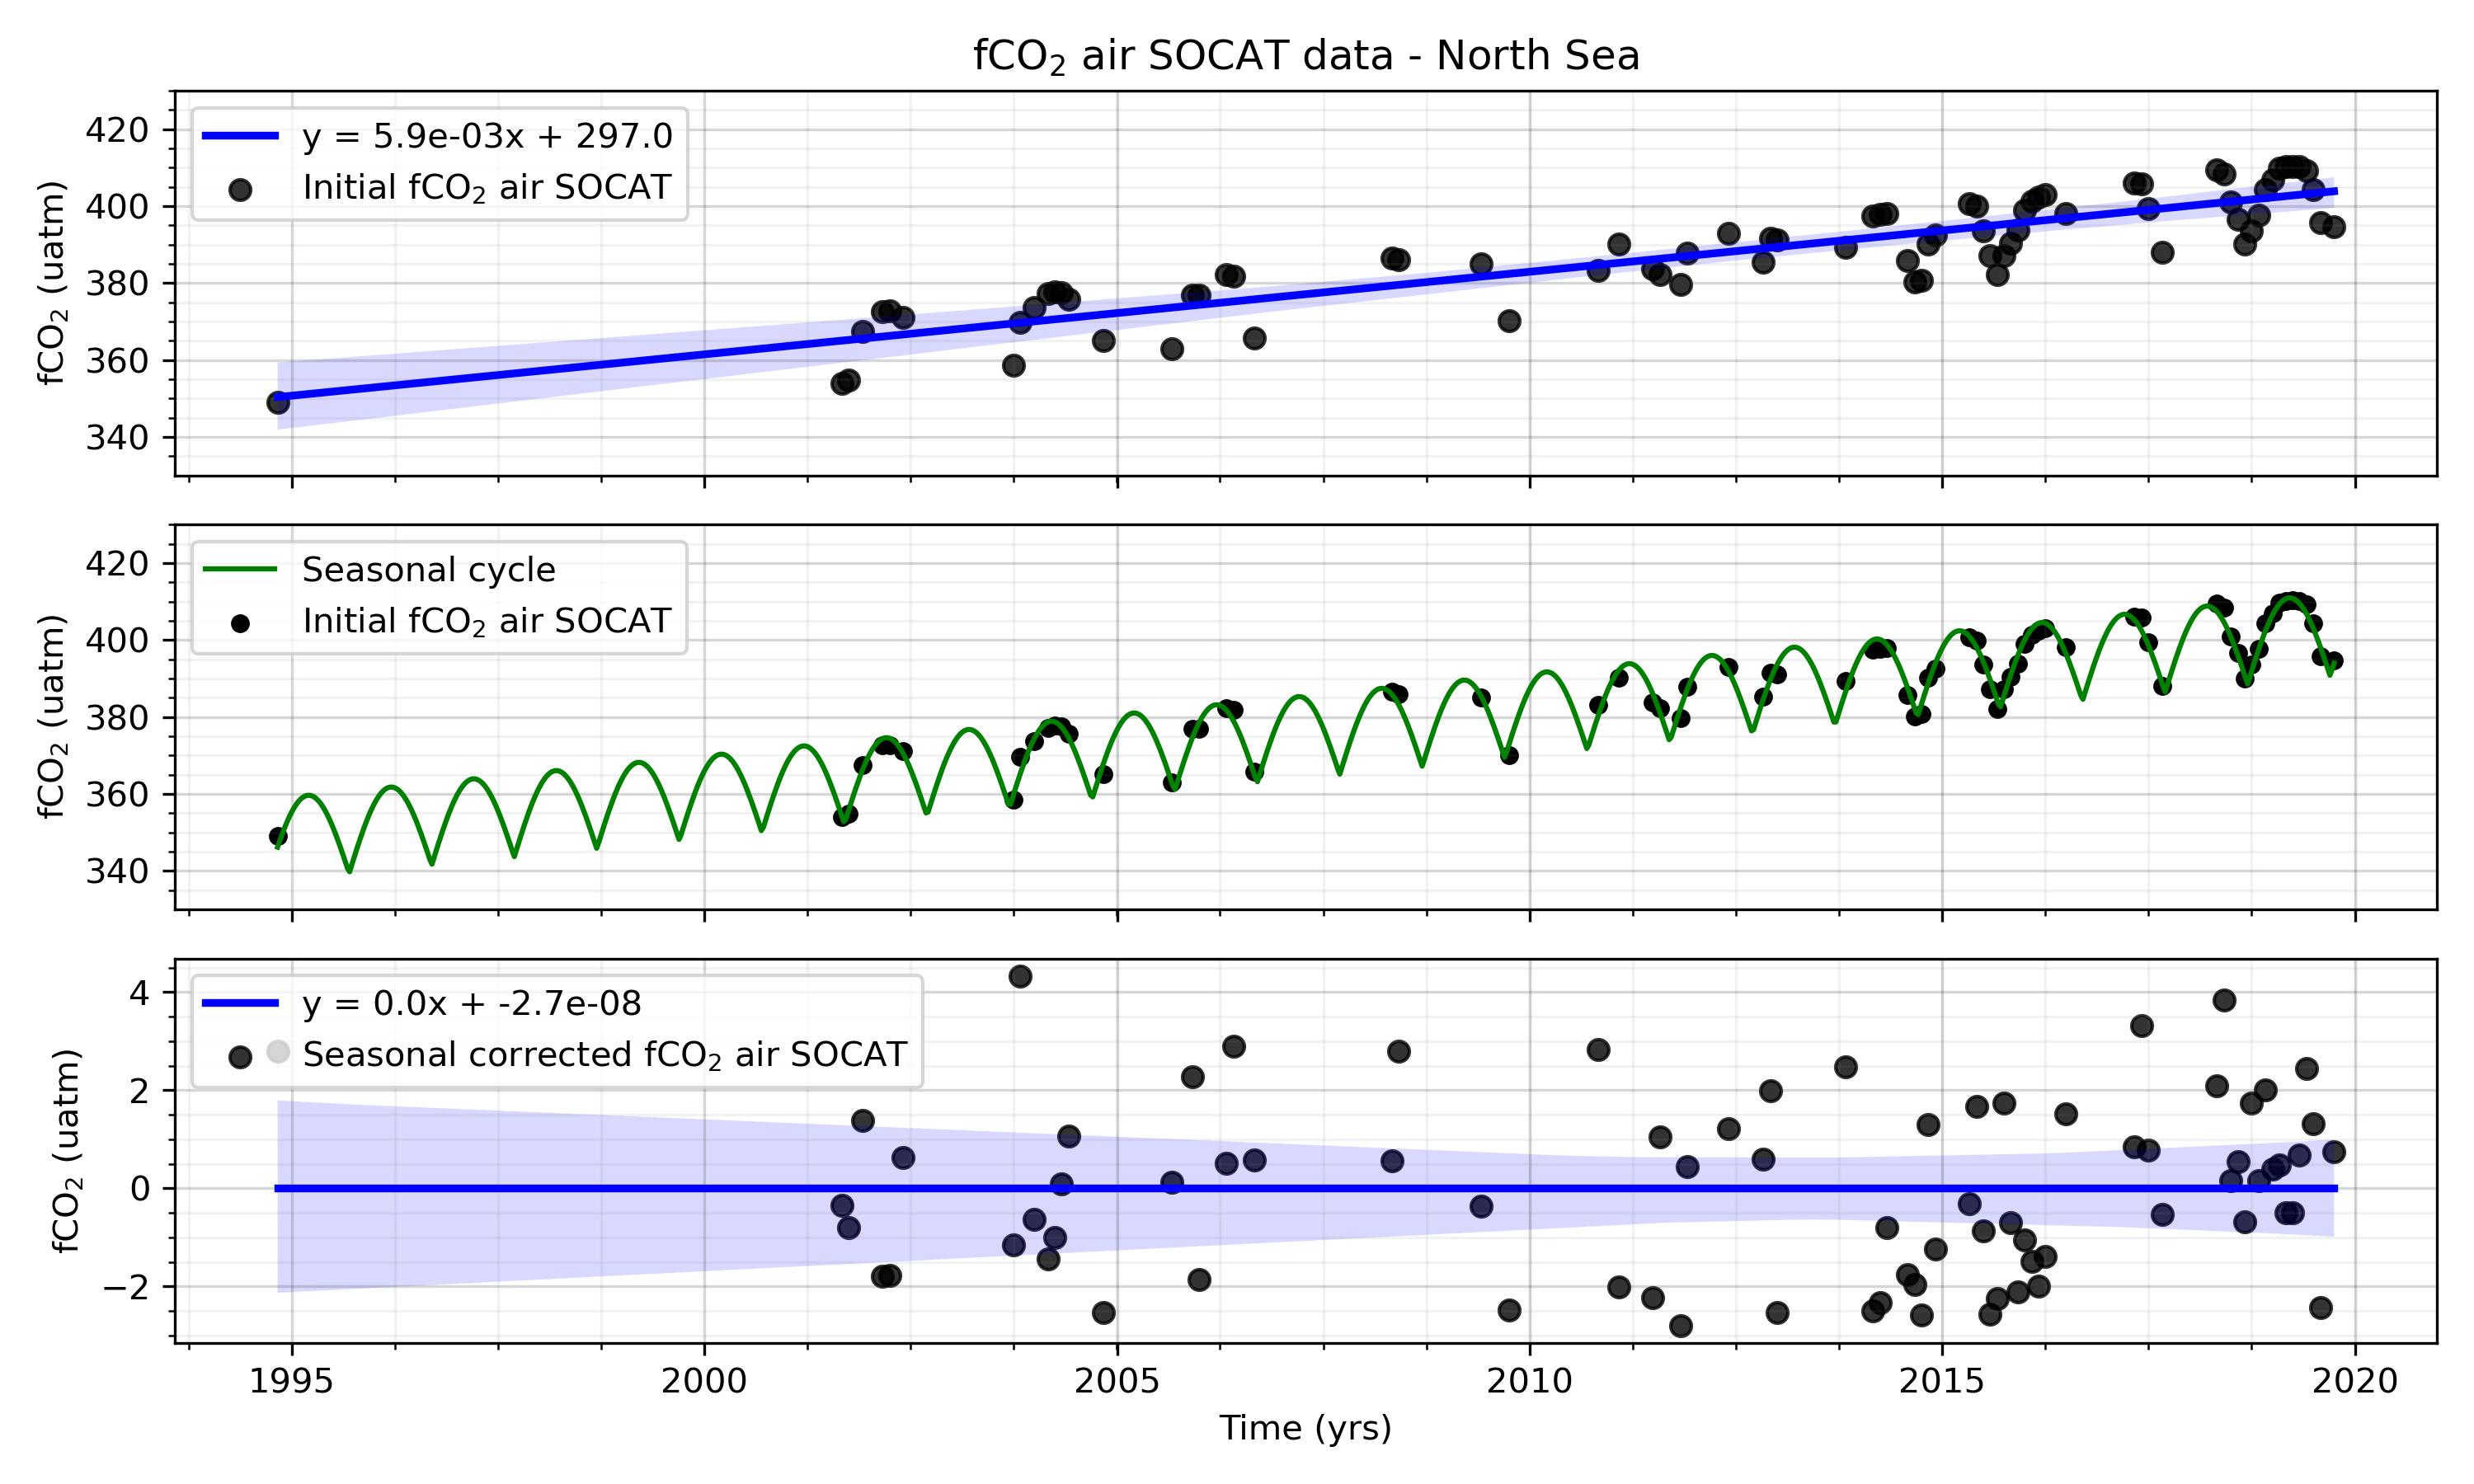 fCO₂ air SOCAT data - North Sea
y = 5.9e-03x + 297.0
Initial fCO₂ air SOCAT
fCO₂ (uatm)
420
400
380
360
340
Seasonal cycle
Initial fCO₂ air SOCAT
fCO₂ (uatm)
420
400
380
360
340
y = 0.0x + -2.7e-08
Seasonal corrected fCO₂ air SOCAT
fCO₂ (uatm)
4
2
0
−2
1995 2000 2005 2010 2015 2020
Time (yrs)